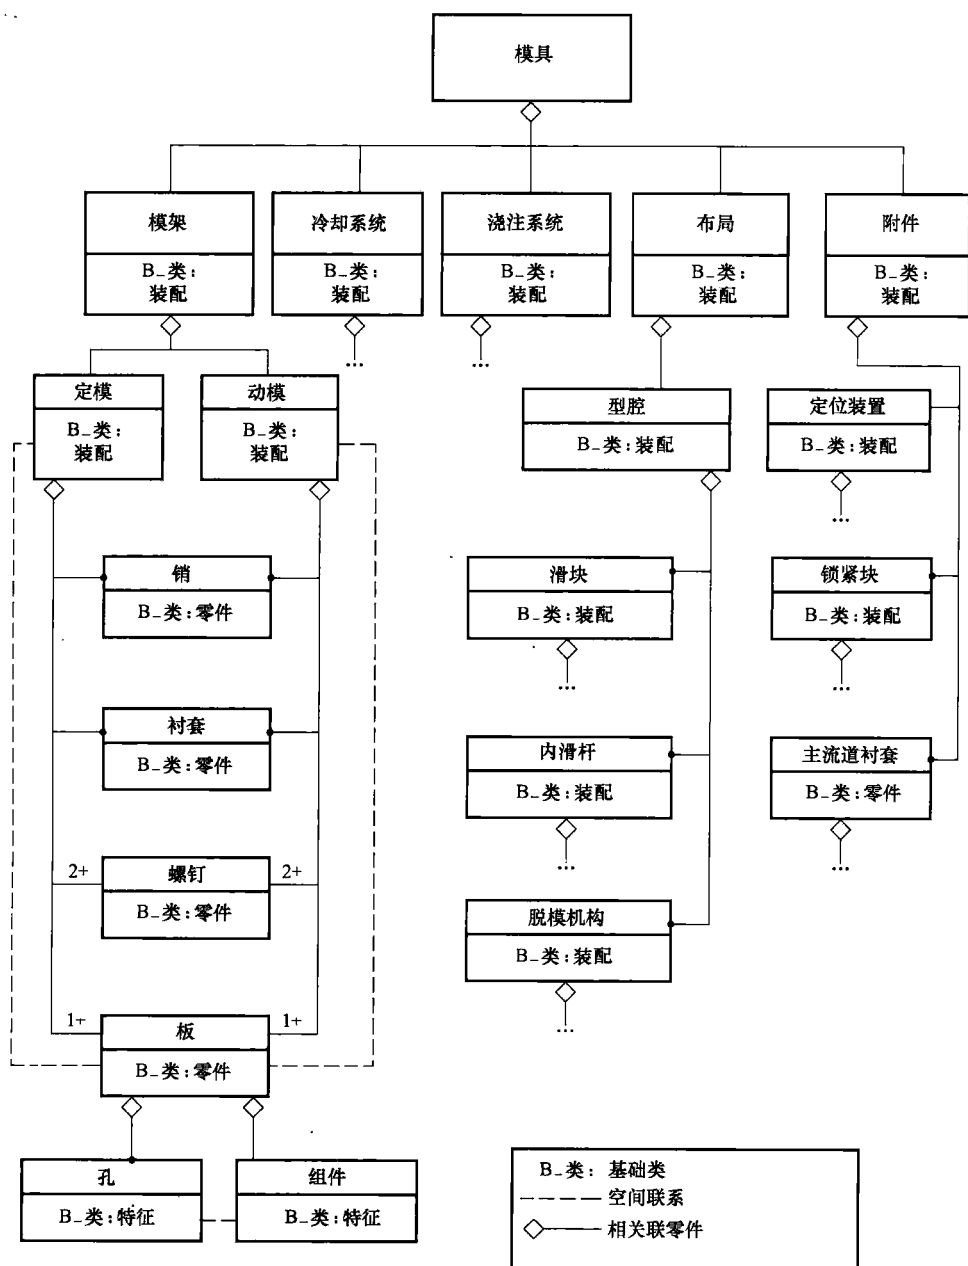 模具
模架
冷却系统
浇注系统
布局
附件
B_类:
装配
B_类:
装配
B_类:
装配
B_类:
装配
B_类:
装配
...
...
定模
动模
B_类:
装配
B_类:
装配
型腔
B_类:装配
定位装置
B_类:装配
...
销
B_类:零件
滑块
B_类:装配
...
锁紧块
B_类:装配
...
衬套
B_类:零件
内滑杆
B_类:装配
...
主流道衬套
B_类:零件
...
2+
螺钉
2+
B_类:零件
脱模机构
B_类:装配
...
1+
板
1+
B_类:零件
孔
B_类:特征
组件
B_类:特征
B_类: 基础类
空间联系
相关联零件